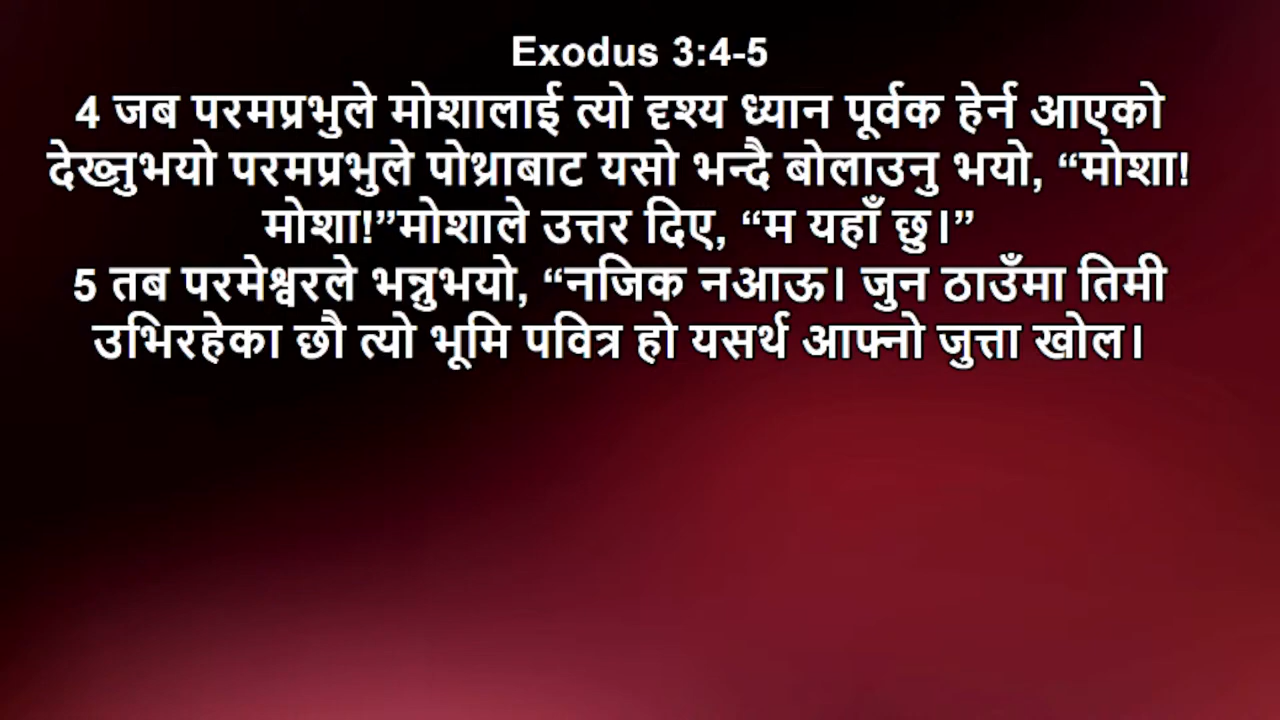 Exodus 3:4-5
4 जब परमप्रभुले मोशालाई त्यो दृश्य ध्यान पूर्वक हेर्न आएको
देख्नुभयो परमप्रभुले पोथ्राबाट यसो भन्दै बोलाउनु भयो, “मोशा!
मोशा!”मोशाले उत्तर दिए, “म यहाँ छु।”
5 तब परमेश्वरले भन्नुभयो, “नजिक नआऊ। जुन ठाउँमा तिमी
उभिरहेका छौ त्यो भूमि पवित्र हो यसर्थ आफ्नो जुत्ता खोल।